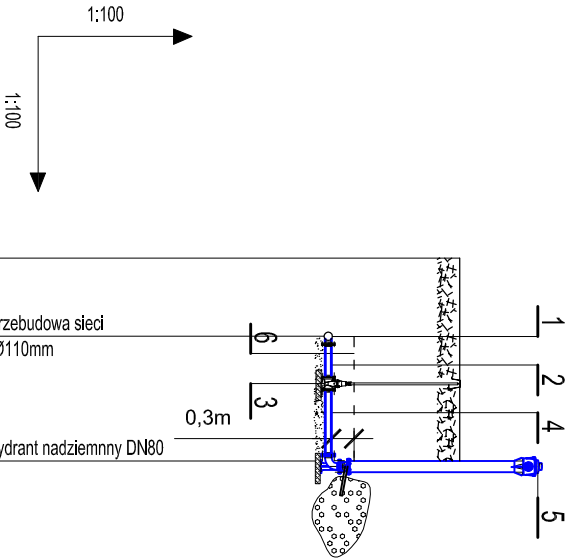 1:100
1:100
rzebudowa sieci
Ø110mm
6
3
0,3m
ydrant nadziemnny DN80
1
2
4
5